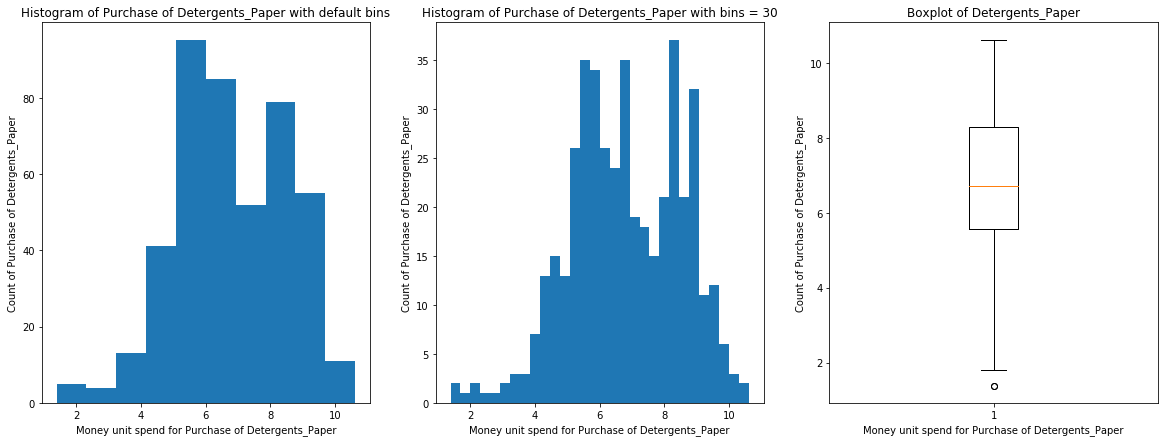 Histogram of Purchase of Detergents_Paper with default bins
Count of Purchase of Detergents_Paper
80
60
40
20
0
2 4 6 8 10
Money unit spend for Purchase of Detergents_Paper
Histogram of Purchase of Detergents_Paper with bins = 30
Count of Purchase of Detergents_Paper
35
30
25
20
15
10
5
0
2 4 6 8 10
Money unit spend for Purchase of Detergents_Paper
Boxplot of Detergents_Paper
Count of Purchase of Detergents_Paper
10
8
6
4
2
1
Money unit spend for Purchase of Detergents_Paper